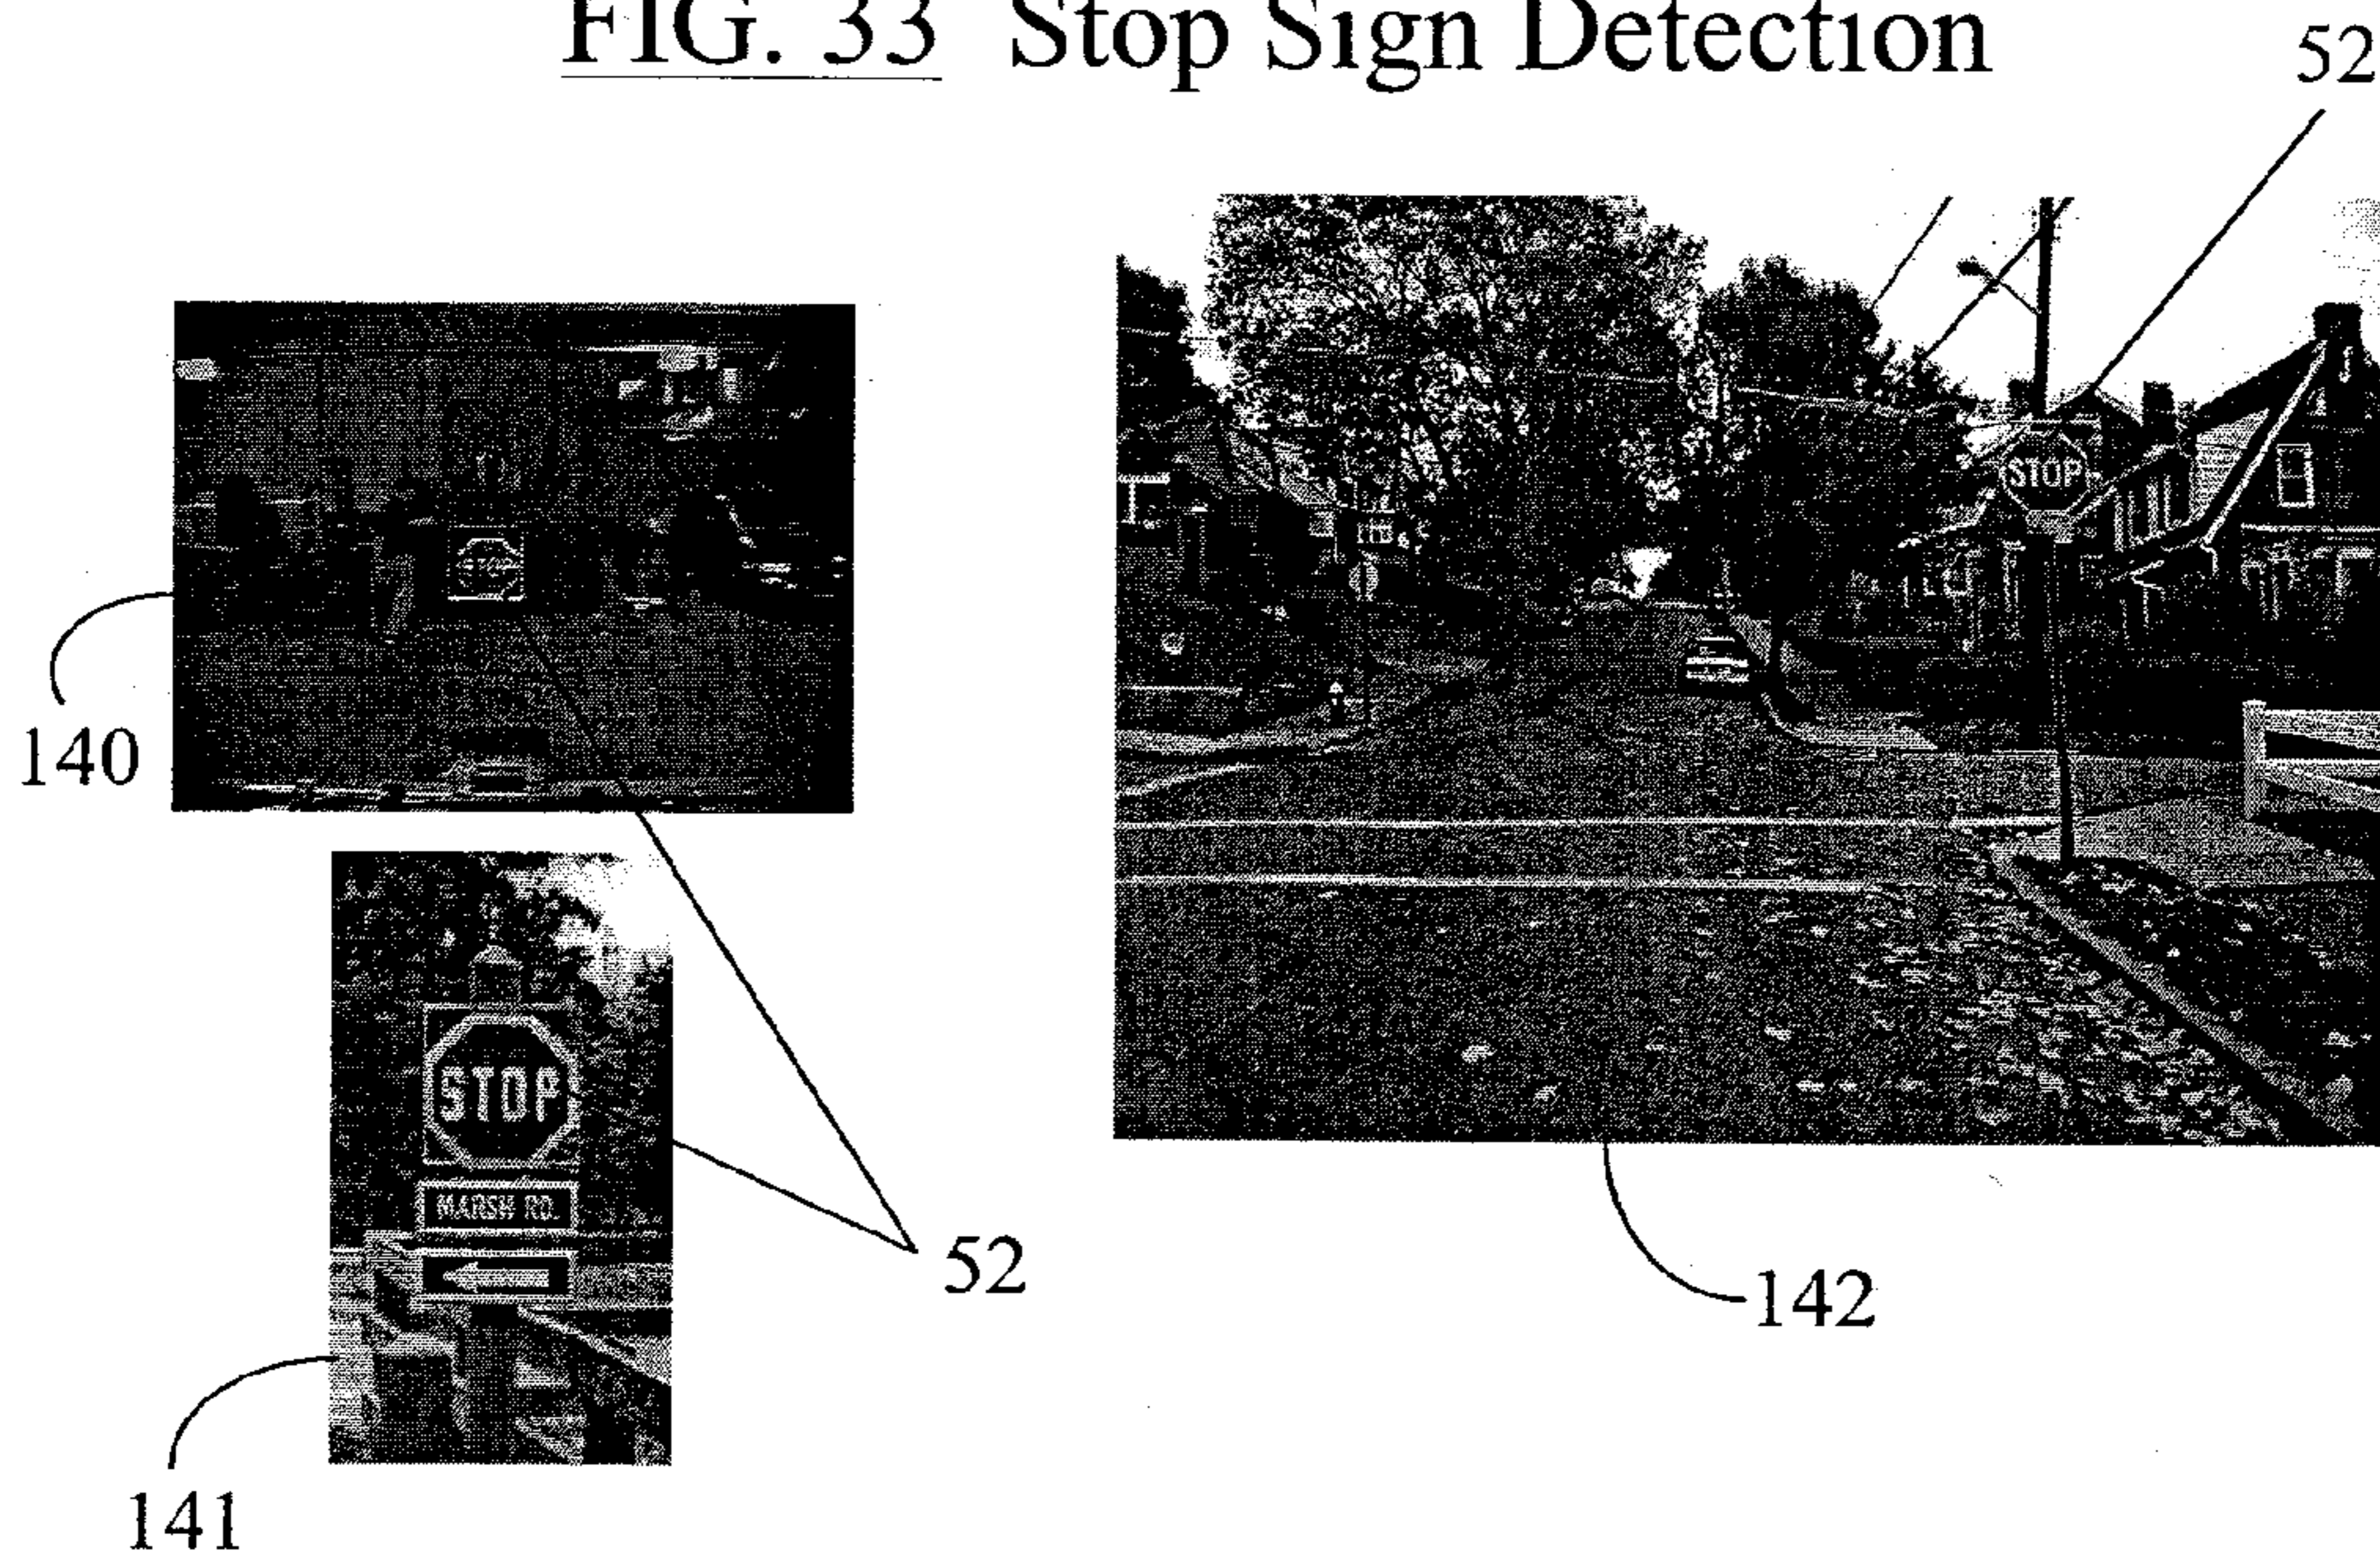 FIG. 33 Stop Sign Detection
52
STOP
140
STOP
MARSH RD.
52
142
141